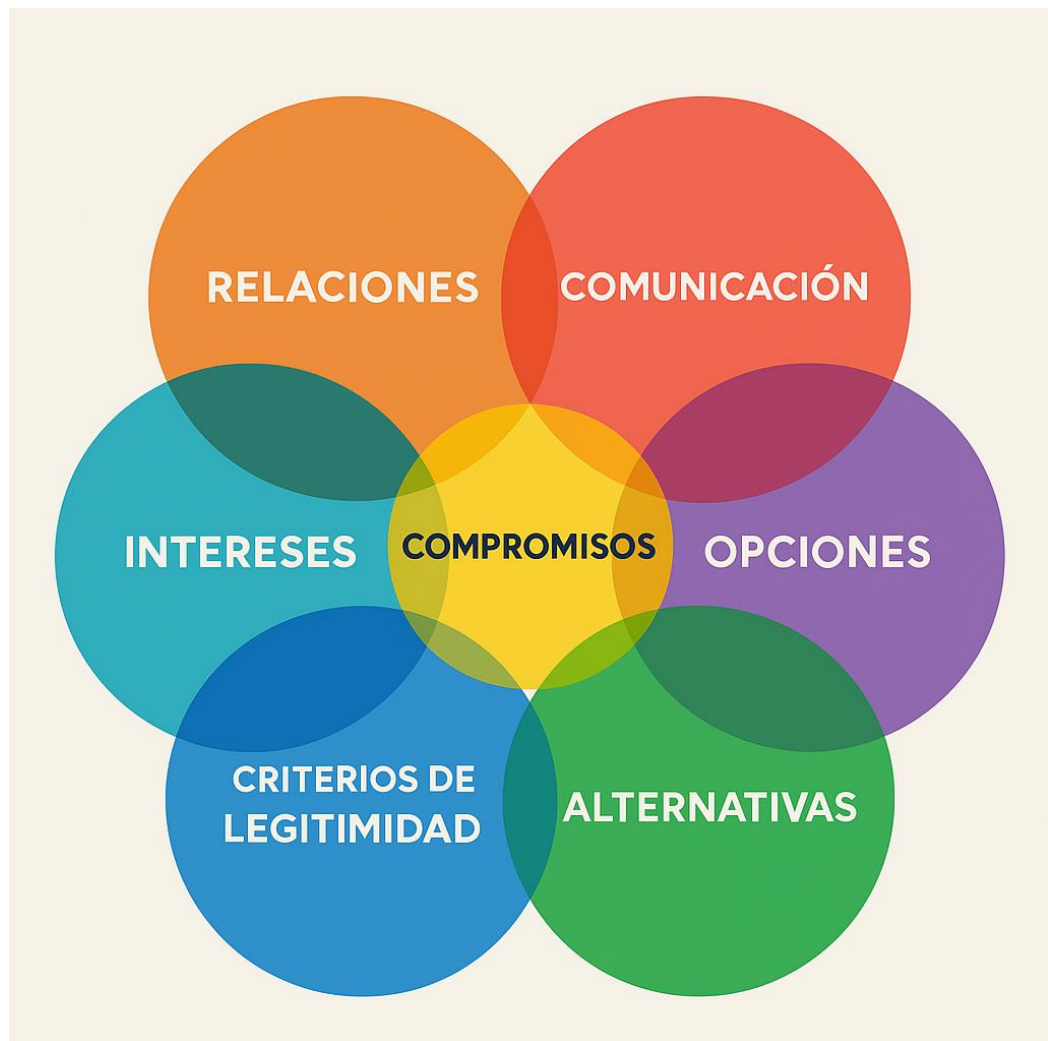 RELACIONES
COMUNICACIÓN
INTERESES
COMPROMISOS
OPCIONES
CRITERIOS DE
LEGITIMIDAD
ALTERNATIVAS